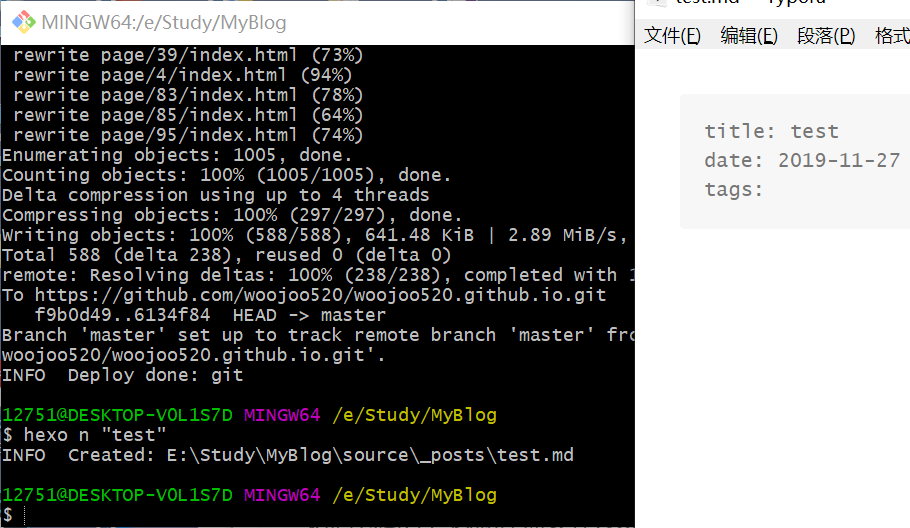 MINGW64:/e/Study/MyBlog
rewrite page/39/index.html (73%)
rewrite page/4/index.html (94%)
rewrite page/83/index.html (78%)
rewrite page/85/index.html (64%)
rewrite page/95/index.html (74%)
Enumerating objects: 1005, done.
Counting objects: 100% (1005/1005), done.
Delta compression using up to 4 threads
Compressing objects: 100% (297/297), done.
Writing objects: 100% (588/588), 641.48 KiB | 2.89 MiB/s,
Total 588 (delta 238), reused 0 (delta 0)
remote: Resolving deltas: 100% (238/238), completed with
To https://github.com/woojoo520/woojoo520.github.io.git
f9b0d49..6134f84 HEAD -> master
Branch 'master' set up to track remote branch 'master'
woojoo520/woojoo520.github.io.git'.
INFO Deploy done: git
12751@DESKTOP-V0L1S7D MINGW64 /e/Study/MyBlog
$ hexo n "test"
INFO Created: E:\Study\MyBlog\source\_posts\test.md
12751@DESKTOP-V0L1S7D MINGW64 /e/Study/MyBlog
$
test.md - Typora
文件(F) 编辑(E) 段落(P) 格式
title: test
date: 2019-11-27
tags: